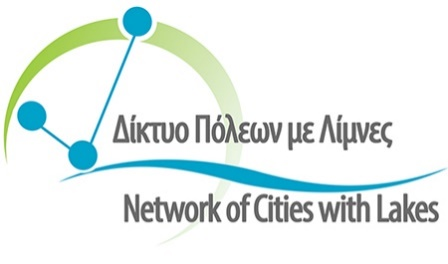 Δίκτυο Πόλεων με Λίμνες
Network of Cities with Lakes